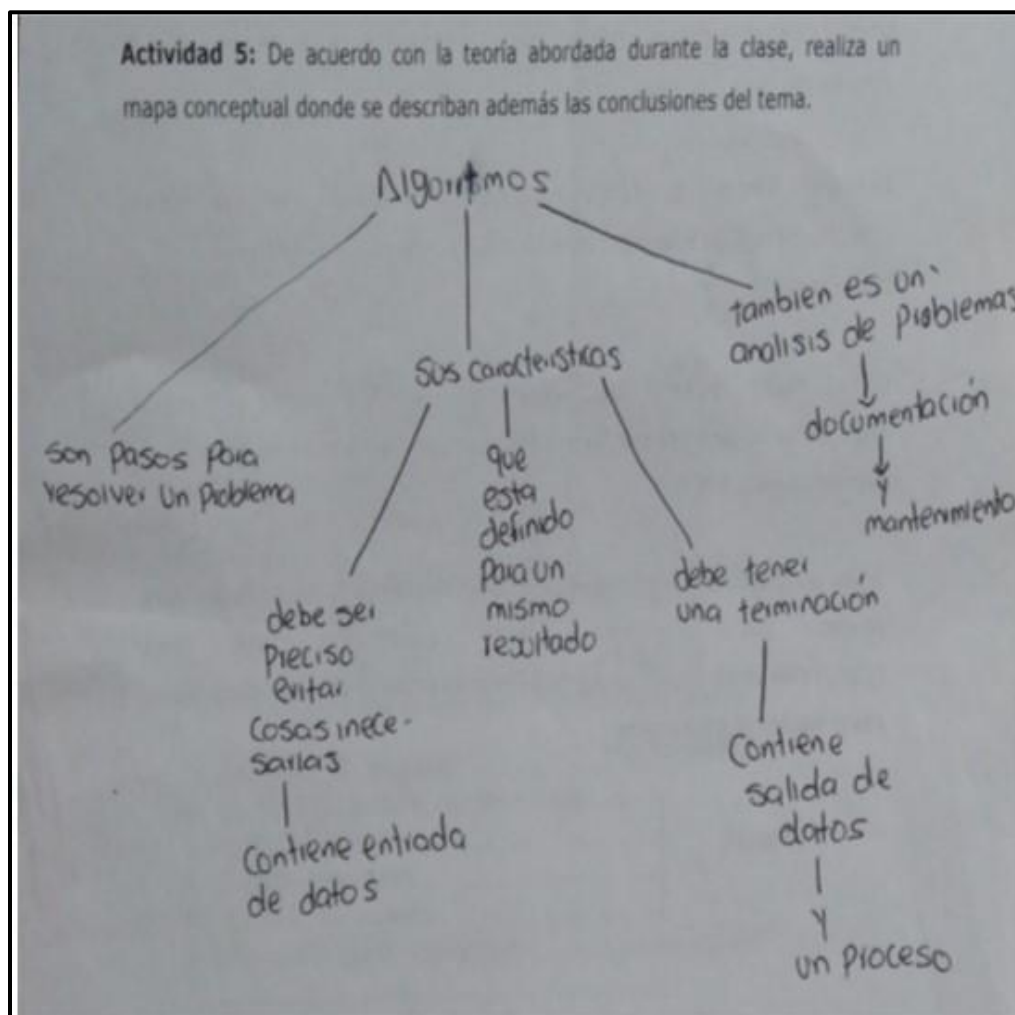 Actividad 5: De acuerdo con la teoría abordada durante la clase, realiza un
mapa conceptual donde se describan además las conclusiones del tema.
Algoritmos
son pasos para
resolver un problema
sus caracteristicas
debe ser
preciso
evitar
cosas inece-
sarias
contiene entrada
de datos
que
esta
definido
para un
mismo
resultado
debe tener
una terminación
contiene
salida de
datos
y
un proceso
tambien es un
analisis de problemas
documentación
y
mantenimiento